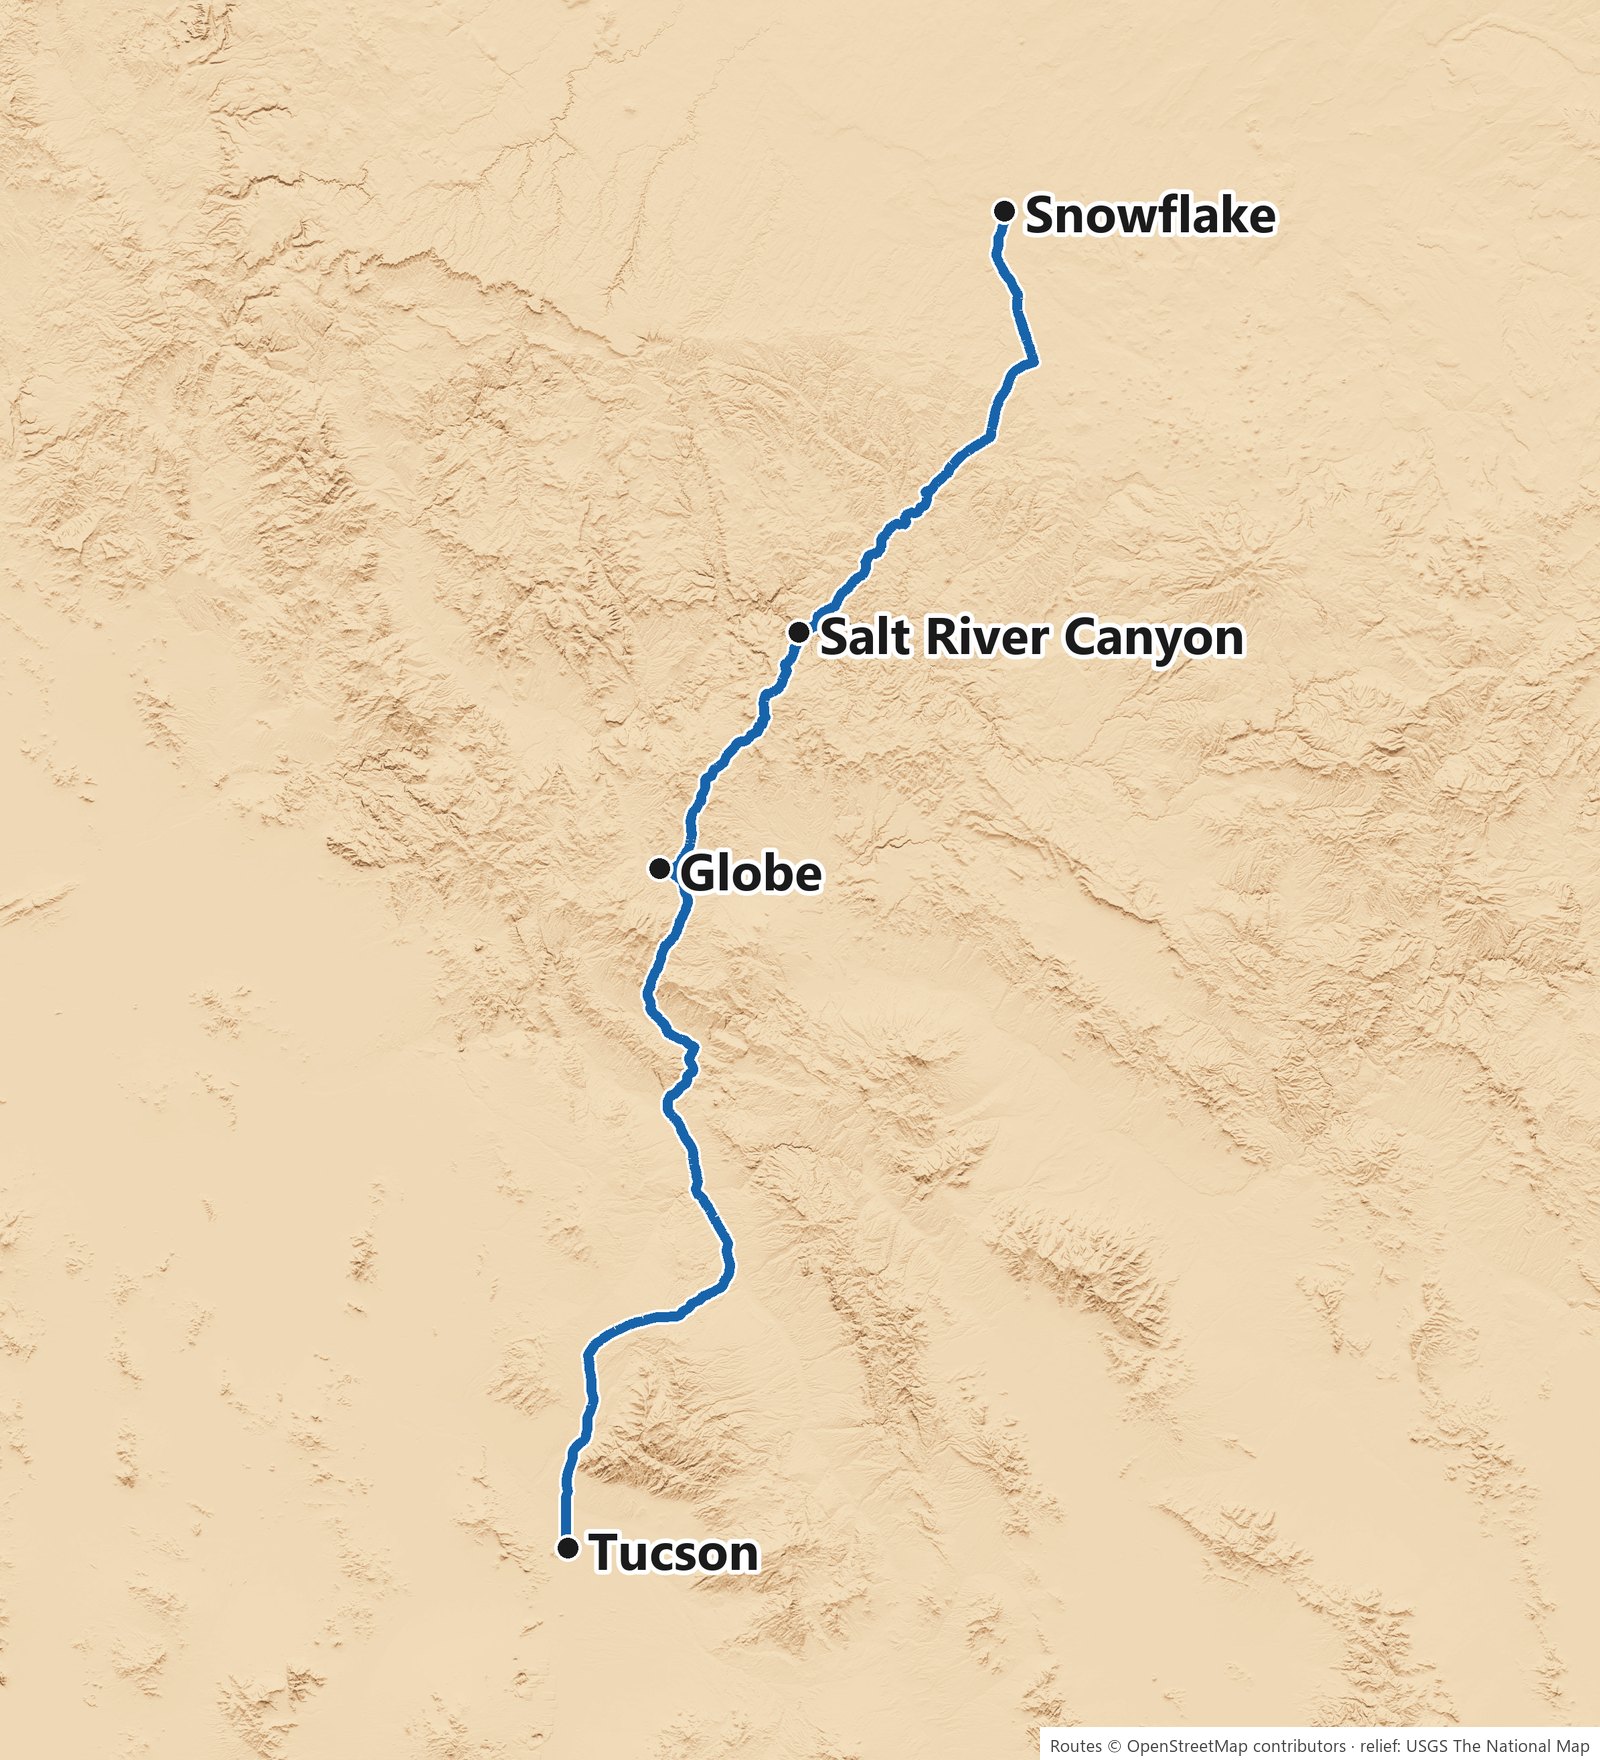 Snowflake
Salt River Canyon
Globe
Tucson
Routes © OpenStreetMap contributors · relief: USGS The National Map